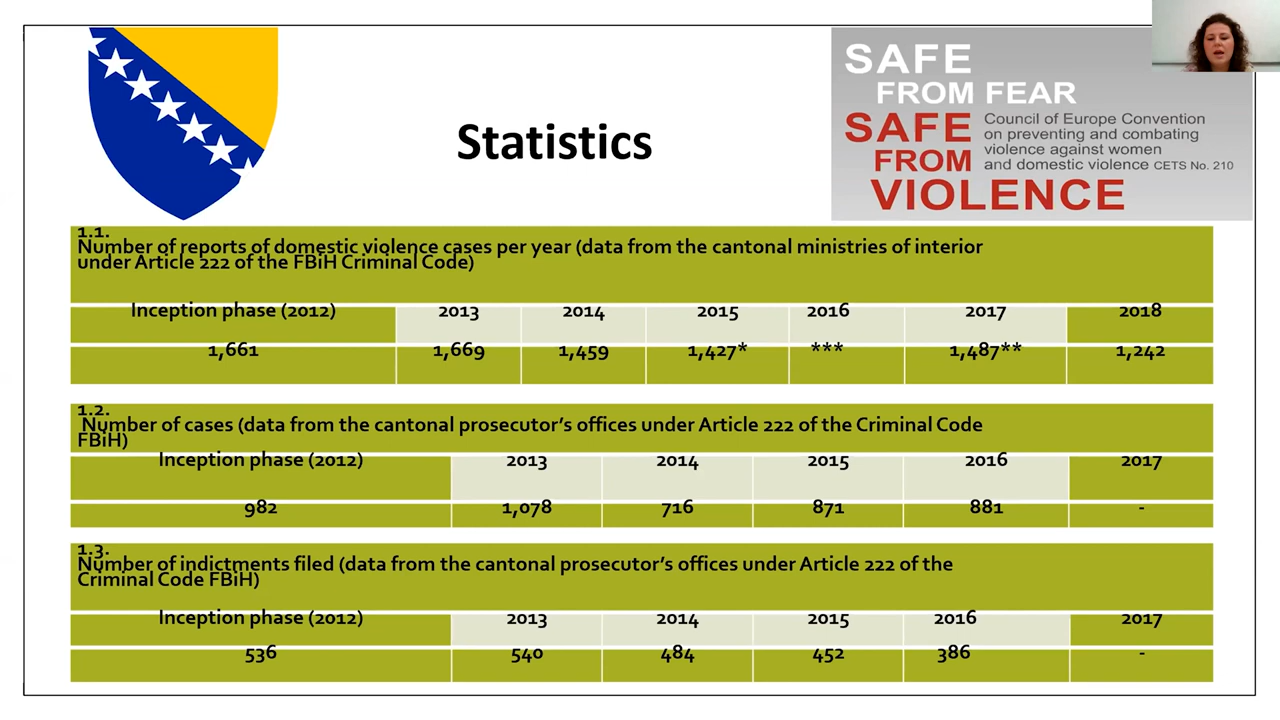 Statistics
SAFE
FROM FEAR
SAFE
FROM
VIOLENCE
Council of Europe Convention
on preventing and combating
violence against women
and domestic violence CETS No. 210
1.1.
Number of reports of domestic violence cases per year (data from the cantonal ministries of interior
under Article 222 of the FBiH Criminal Code)
Inception phase (2012) 2013 2014 2015 2016 2017 2018
1,661 1,669 1,459 1,427* *** 1,487** 1,242
1.2.
Number of cases (data from the cantonal prosecutor's offices under Article 222 of the Criminal Code
FBiH)
Inception phase (2012) 2013 2014 2015 2016 2017
982 1,078 716 871 881 -
1.3.
Number of indictments filed (data from the cantonal prosecutor's offices under Article 222 of the
Criminal Code FBiH)
Inception phase (2012) 2013 2014 2015 2016 2017
536 540 484 452 386 -